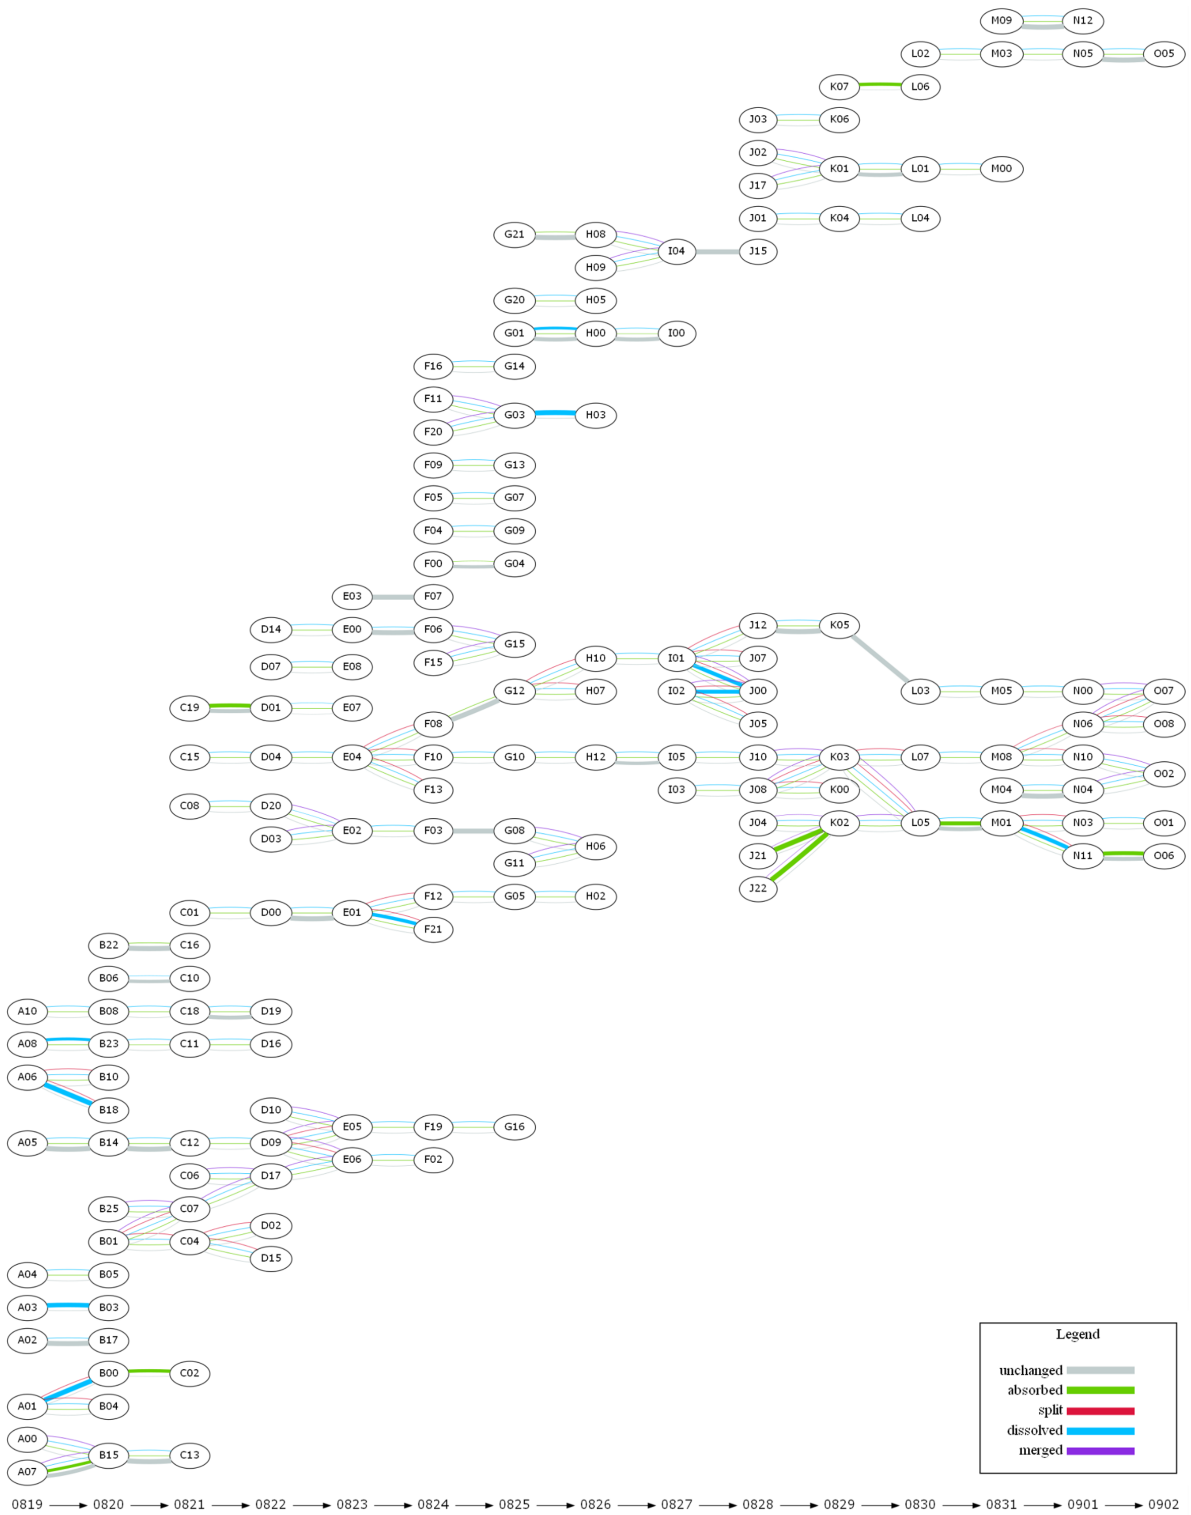 M09 N12
L02 M03 N05 O05
K07 L06
J03 K06
J02
K01 L01 M00
J17
J01 K04 L04
G21 H08
I04 J15
H09
G20 H05
G01 H00 I00
F16 G14
F11
G03 H03
F20
F09 G13
F05 G07
F04 G09
F00 G04
E03 F07
J12 K05
D14 E00 F06
G15
F15
H10 I01 J07
D07 E08
G12 H07 I02 J00 L03 M05 N00 O07
C19 D01 E07
F08 J05 N06 O08
C15 D04 E04 F10 G10 H12 I05 J10 K03 L07 M08 N10
O02
F13 I03 J08 K00 M04 N04
C08 D20
E02 F03 G08 J04 K02 L05 M01 N03 O01
D03
H06
G11 J21 N11 O06
J22
F12 G05 H02
C01 D00 E01
F21
B22 C16
B06 C10
A10 B08 C18 D19
A08 B23 C11 D16
A06 B10
B18 D10
E05 F19 G16
A05 B14 C12 D09
E06 F02
C06 D17
B25 C07
D02
B01 C04
D15
A04 B05
A03 B03
A02 B17
B00 C02
A01 B04
A00
B15 C13
A07
Legend
unchanged
absorbed
split
dissolved
merged
0819 0820 0821 0822 0823 0824 0825 0826 0827 0828 0829 0830 0831 0901 0902